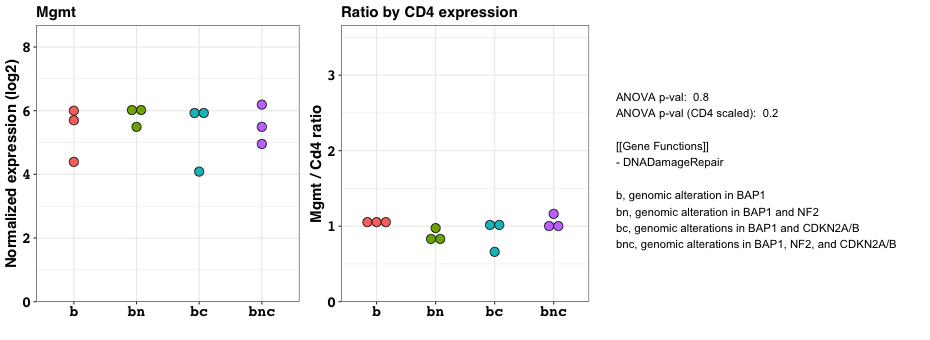 Mgmt
Normalized expression (log2)
8
6
4
2
0
b bn bc bnc
Ratio by CD4 expression
Mgmt / Cd4 ratio
3
2
1
0
b bn bc bnc
ANOVA p-val: 0.8
ANOVA p-val (CD4 scaled): 0.2
[[Gene Functions]]
- DNADamageRepair
b, genomic alteration in BAP1
bn, genomic alteration in BAP1 and NF2
bc, genomic alterations in BAP1 and CDKN2A/B
bnc, genomic alterations in BAP1, NF2, and CDKN2A/B